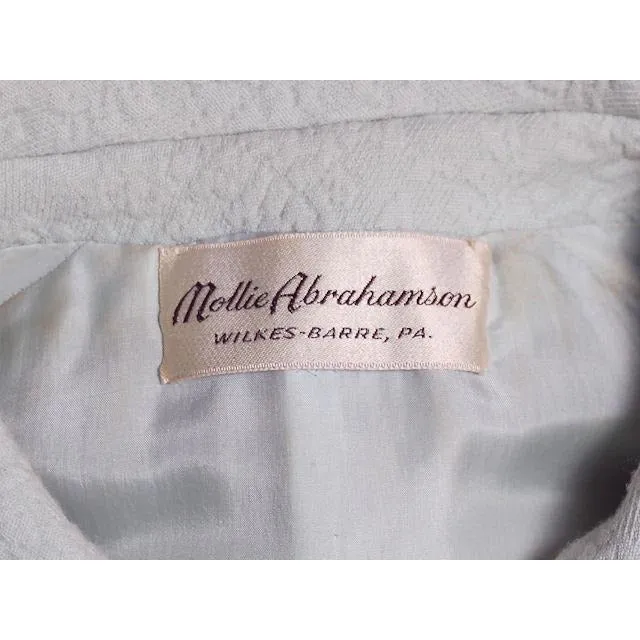 Mollie Abrahamson
WILKES-BARRE, PA.